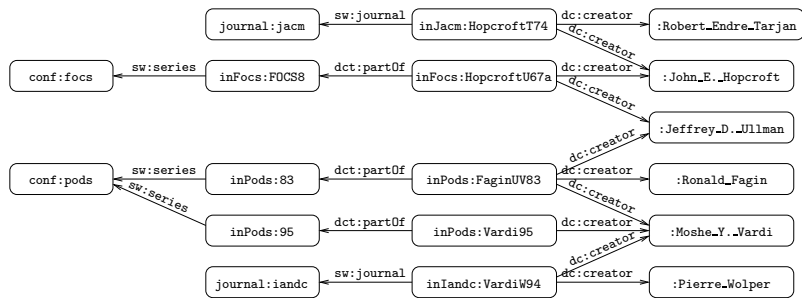 journal:jacm sw:journal inJacm:HopcroftT74 dc:creator :Robert_Endre_Tarjan
dc:creator
conf:focs sw:series inFocs:FOCS8 dct:partOf inFocs:HopcroftU67a dc:creator :John_E._Hopcroft
dc:creator
:Jeffrey_D._Ullman
dc:creator
conf:pods sw:series inPods:83 dct:partOf inPods:FaginUV83 dc:creator :Ronald_Fagin
sw:series
dc:creator
inPods:95 dct:partOf inPods:Vardi95 dc:creator :Moshe_Y._Vardi
dc:creator
journal:iandc sw:journal inIandc:VardiW94 dc:creator :Pierre_Wolper